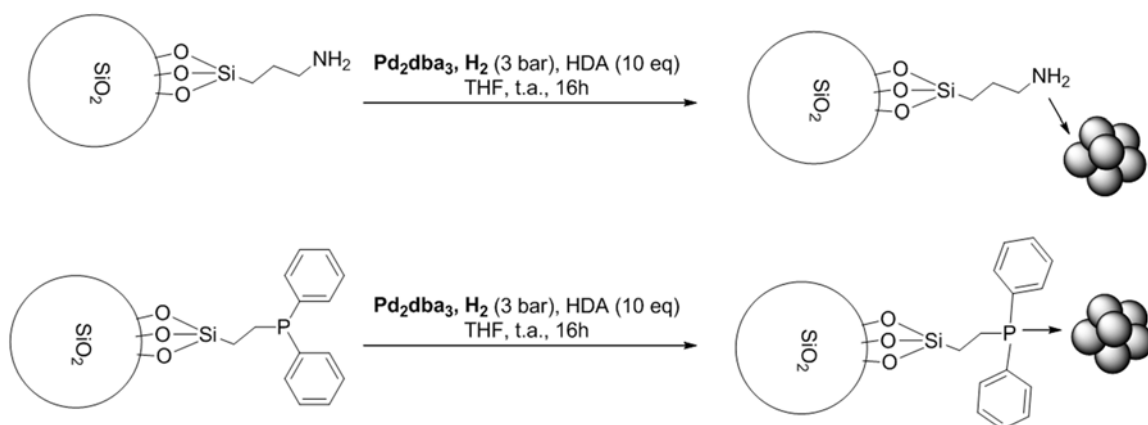 SiO2
O
O
O
Si
NH2
Pd2dba3, H2 (3 bar), HDA (10 eq)
THF, t.a., 16h
SiO2
O
O
O
Si
NH2
SiO2
O
O
O
Si
P
Pd2dba3, H2 (3 bar), HDA (10 eq)
THF, t.a., 16h
SiO2
O
O
O
Si
P